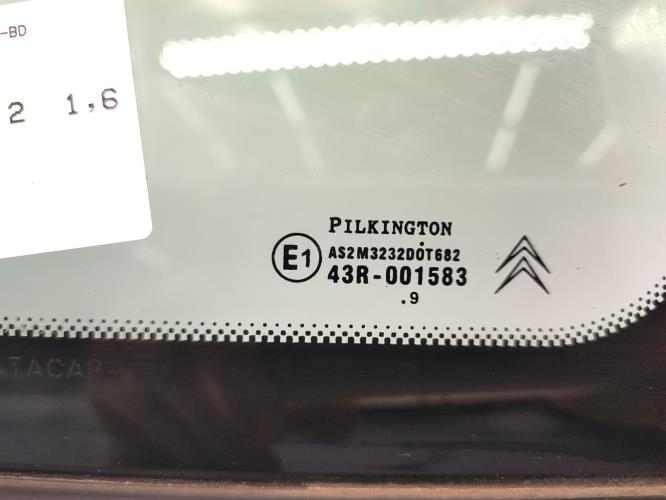 -BD
2 1,6
PILKINGTON
E1
AS2M3232DOT682
43R-001583
.9